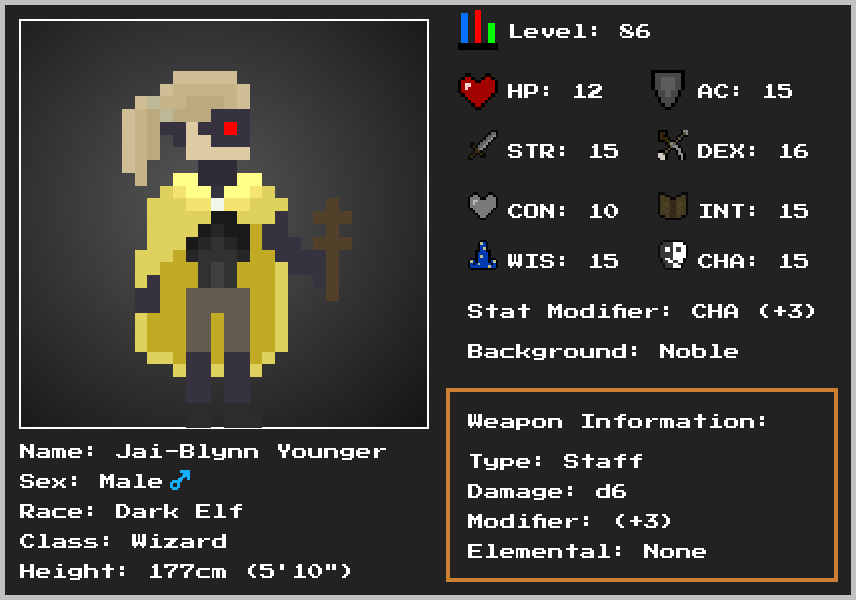 Level: 86
HP: 12
AC: 15
STR: 15
DEX: 16
CON: 10
INT: 15
WIS: 15
CHA: 15
Stat Modifier: CHA (+3)
Background: Noble
Weapon Information:
Type: Staff
Damage: d6
Modifier: (+3)
Elemental: None
Name: Jai-Blynn Younger
Sex: Male ♂
Race: Dark Elf
Class: Wizard
Height: 177cm (5'10")